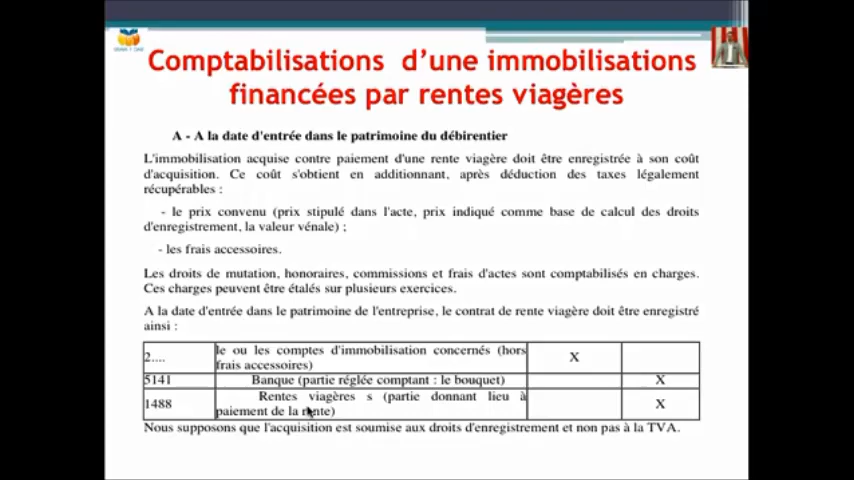 Comptabilisations d'une immobilisations
financées par rentes viagères
A - A la date d'entrée dans le patrimoine du débirentier
L'immobilisation acquise contre paiement d'une rente viagère doit être enregistrée à son coût
d'acquisition. Ce coût s'obtient en additionnant, après déduction des taxes légalement
récupérables :
- le prix convenu (prix stipulé dans l'acte, prix indiqué comme base de calcul des droits
d'enregistrement, la valeur vénale) ;
- les frais accessoires.
Les droits de mutation, honoraires, commissions et frais d'actes sont comptabilisés en charges.
Ces charges peuvent être étalés sur plusieurs exercices.
A la date d'entrée dans le patrimoine de l'entreprise, le contrat de rente viagère doit être enregistré
ainsi :
2.... le ou les comptes d'immobilisation concernés (hors
frais accessoires) X
5141 Banque (partie réglée comptant : le bouquet) X
1488 Rentes viagères s (partie donnant lieu à
paiement de la rente) X
Nous supposons que l'acquisition est soumise aux droits d'enregistrement et non pas à la TVA.